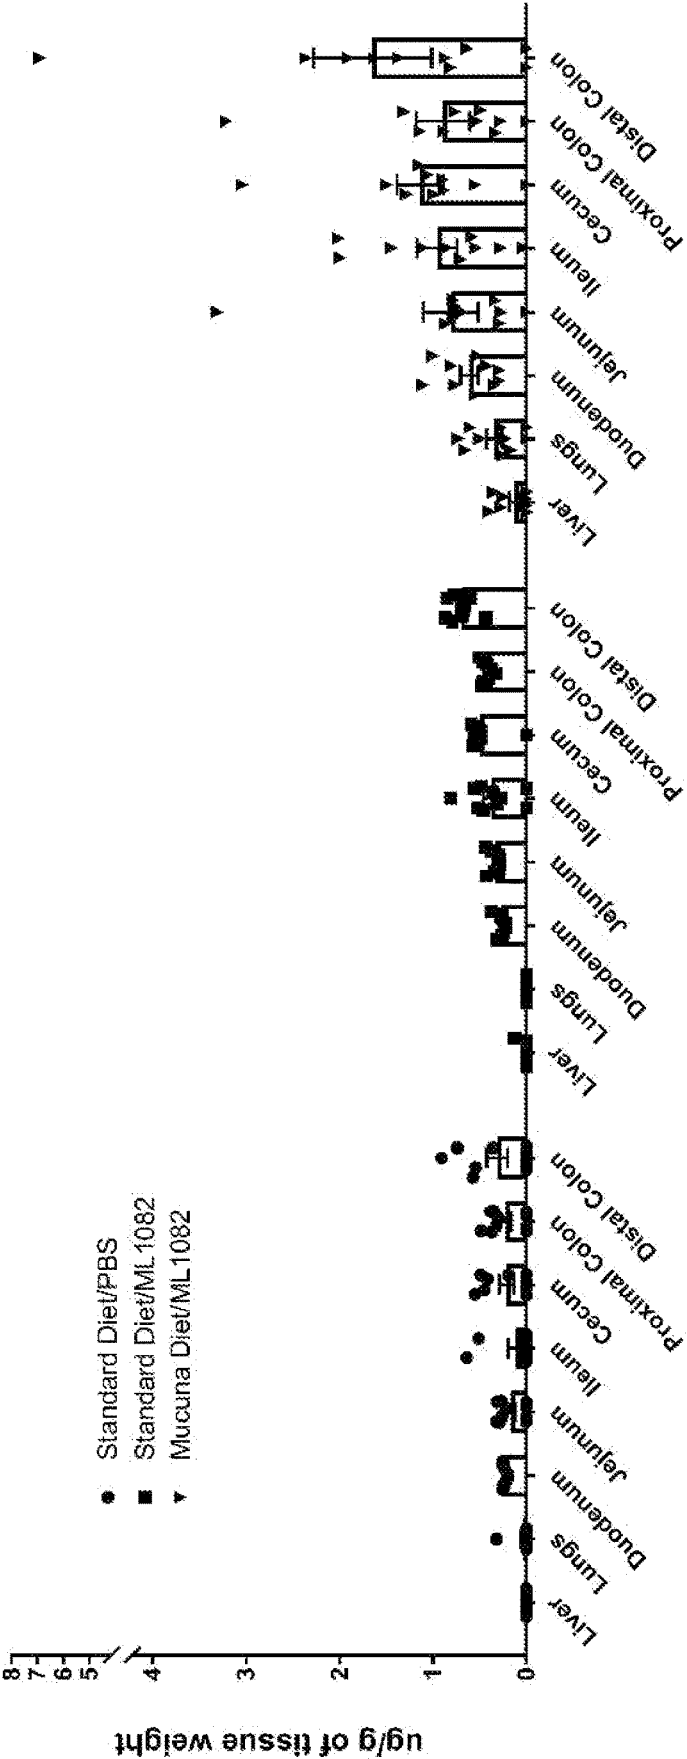 ug/g of tissue weight
8
7
6
5
4
3
2
1
0
Standard Diet/PBS
Standard Diet/ML1082
Mucuna Diet/ML1082
Liver
Lungs
Duodenum
Jejunum
Ileum
Cecum
Proximal Colon
Distal Colon
Liver
Lungs
Duodenum
Jejunum
Ileum
Cecum
Proximal Colon
Distal Colon
Liver
Lungs
Duodenum
Jejunum
Ileum
Cecum
Proximal Colon
Distal Colon